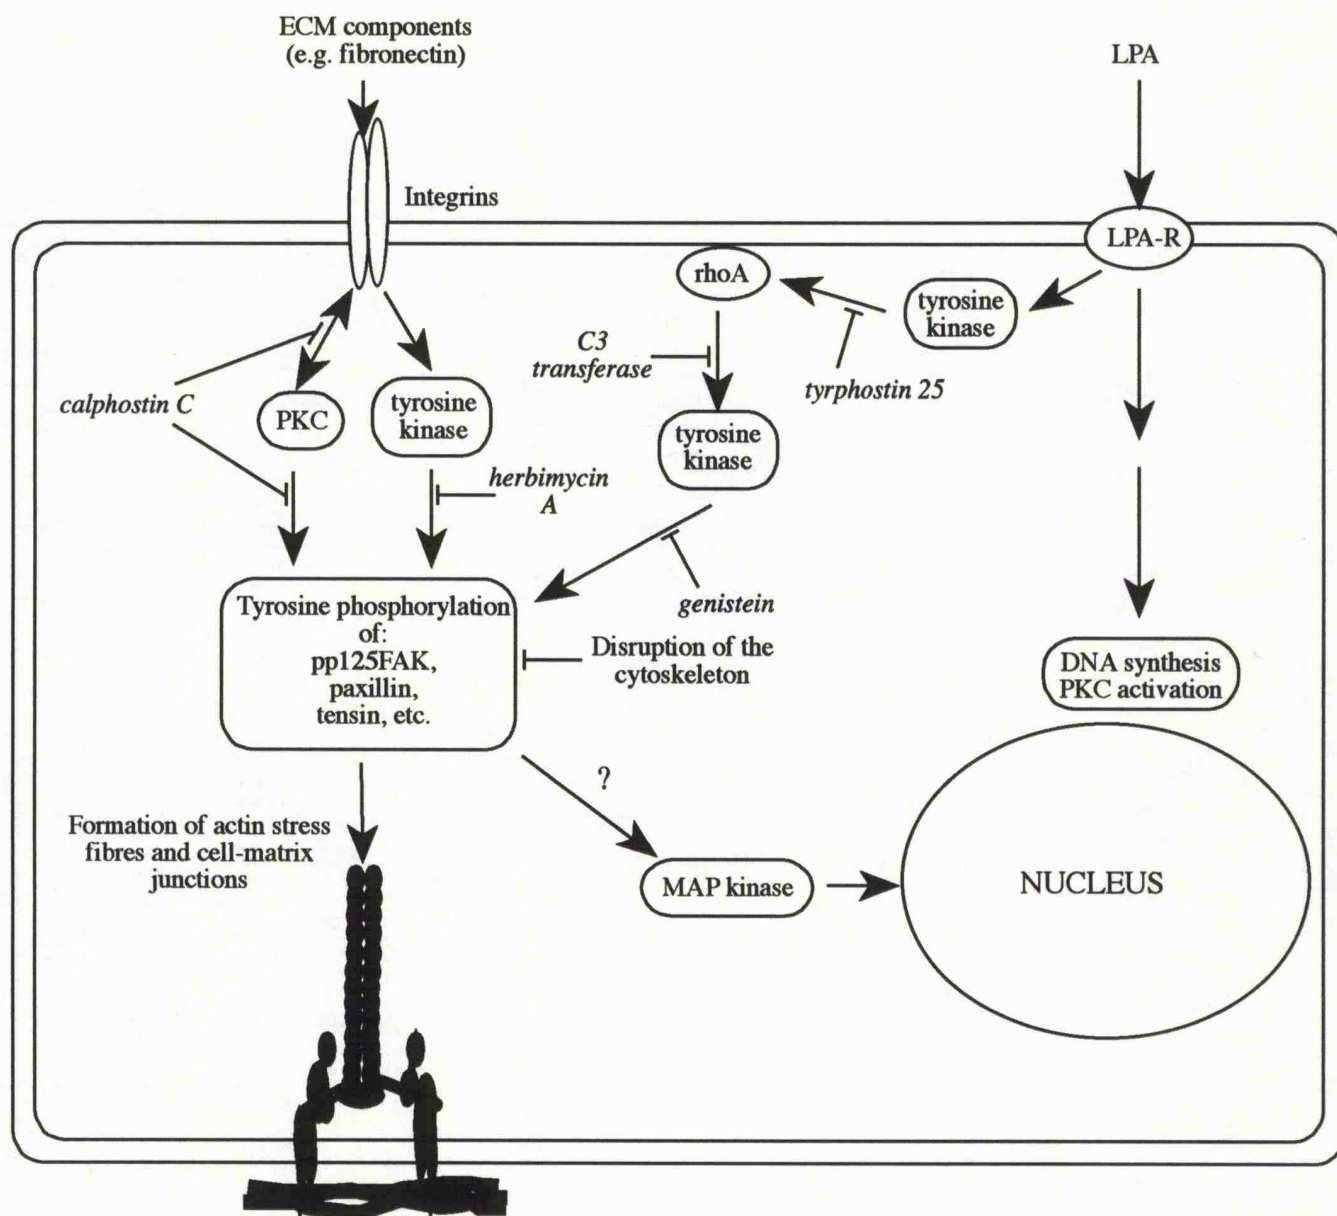 ECM components
(e.g. fibronectin)
LPA
Integrins
LPA-R
rhoA
tyrosine
kinase
C3
transferase
tyrphostin 25
calphostin C
PKC
tyrosine
kinase
tyrosine
kinase
herbimycin
A
genistein
Tyrosine phosphorylation
of:
pp125FAK,
paxillin,
tensin, etc.
Disruption of the
cytoskeleton
DNA synthesis
PKC activation
?
Formation of actin stress
fibres and cell-matrix
junctions
MAP kinase
NUCLEUS